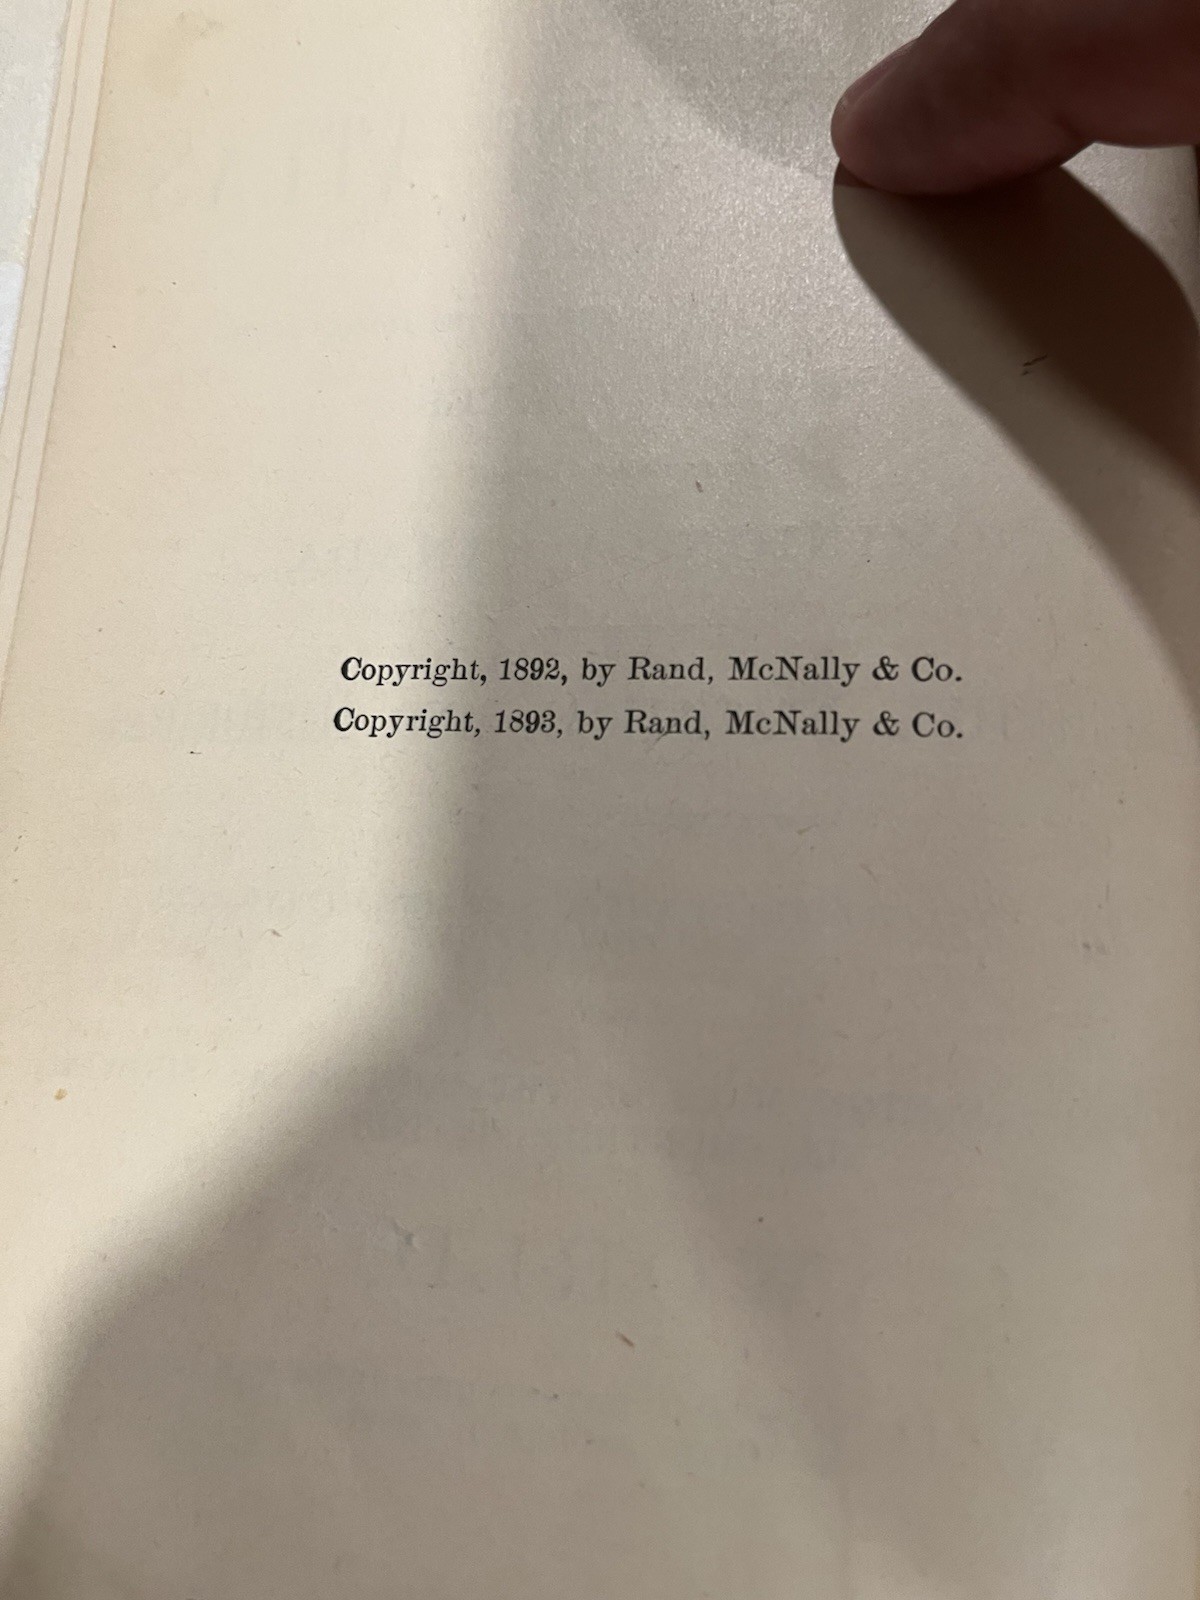 Copyright, 1892, by Rand, McNally & Co.
Copyright, 1893, by Rand, McNally & Co.